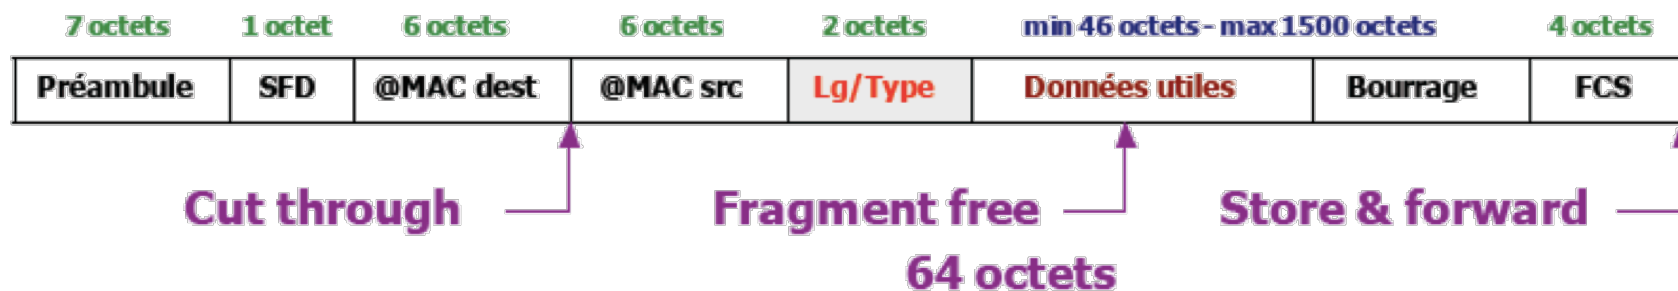 7 octets 1 octet 6 octets 6 octets 2 octets min 46 octets - max 1500 octets 4 octets
Préambule SFD @MAC dest @MAC src Lg/Type Données utiles Bourrage FCS
Cut through Fragment free Store & forward
64 octets